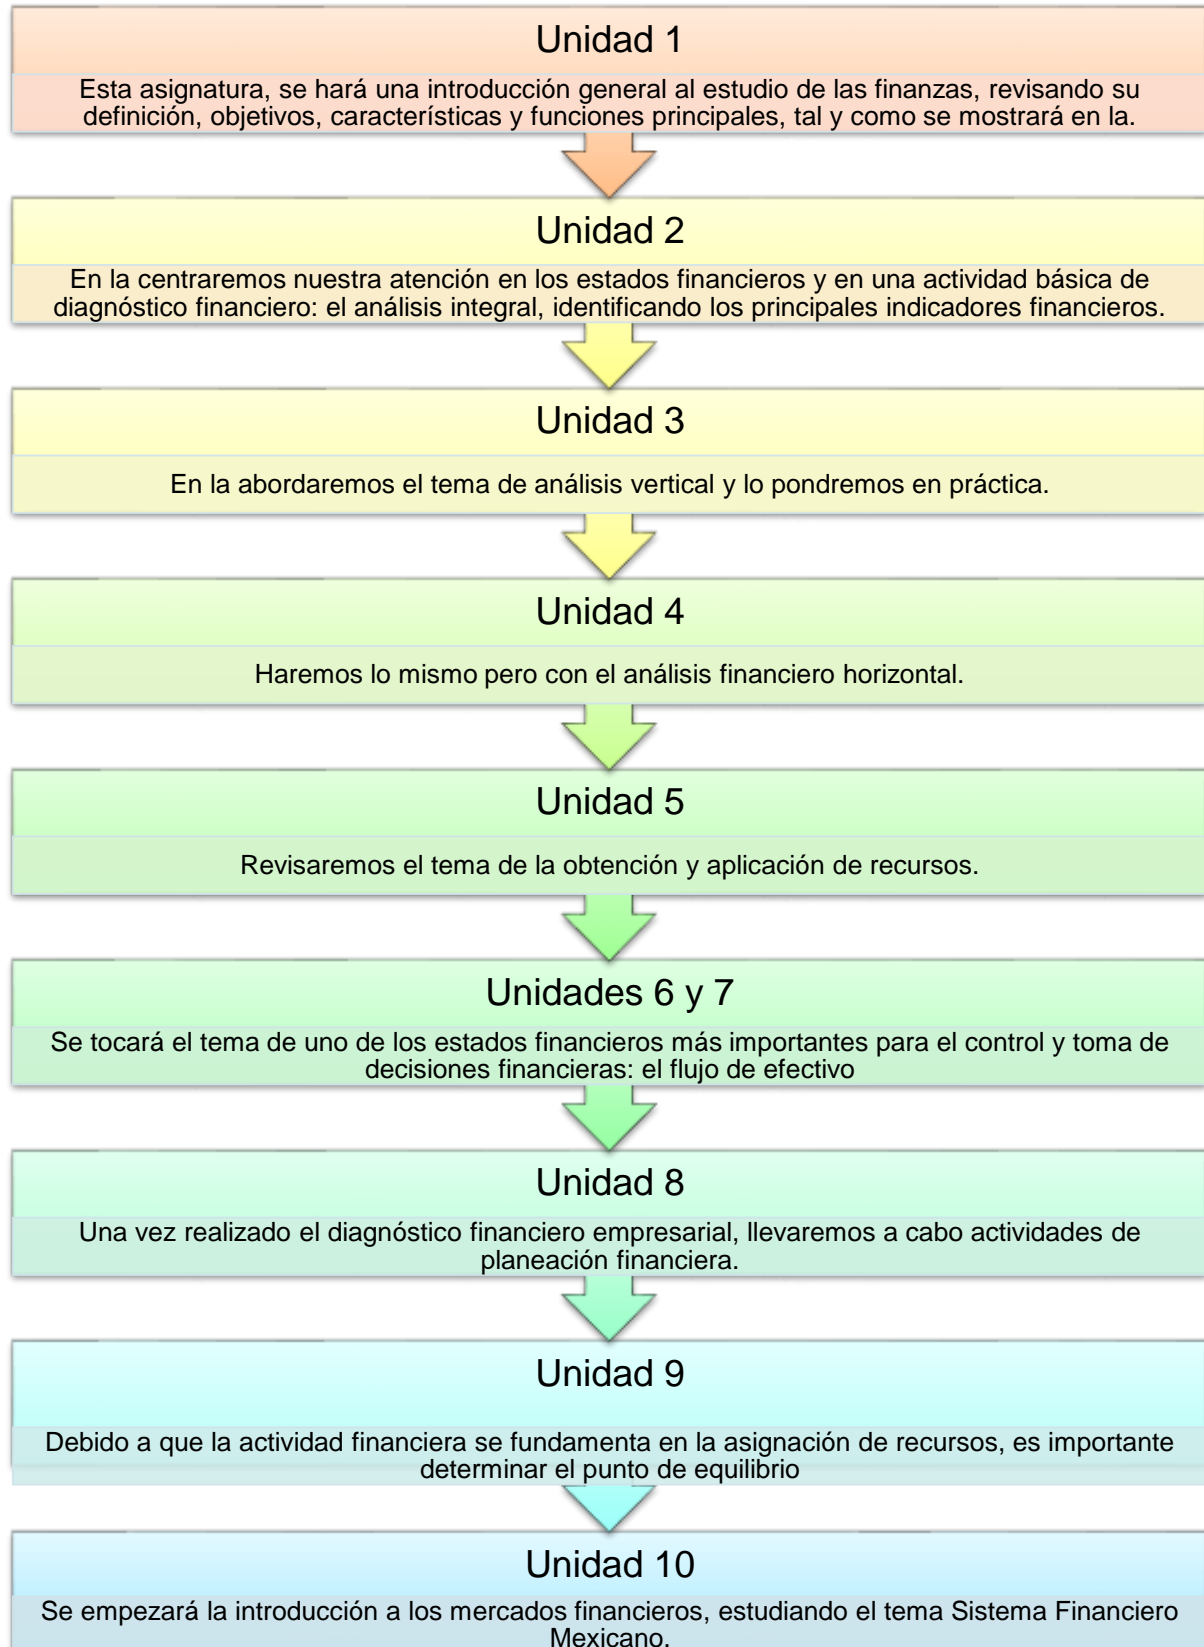 Unidad 1
Esta asignatura, se hará una introducción general al estudio de las finanzas, revisando su
definición, objetivos, características y funciones principales, tal y como se mostrará en la.
Unidad 2
En la centraremos nuestra atención en los estados financieros y en una actividad básica de
diagnóstico financiero: el análisis integral, identificando los principales indicadores financieros.
Unidad 3
En la abordaremos el tema de análisis vertical y lo pondremos en práctica.
Unidad 4
Haremos lo mismo pero con el análisis financiero horizontal.
Unidad 5
Revisaremos el tema de la obtención y aplicación de recursos.
Unidades 6 y 7
Se tocará el tema de uno de los estados financieros más importantes para el control y toma de
decisiones financieras: el flujo de efectivo
Unidad 8
Una vez realizado el diagnóstico financiero empresarial, llevaremos a cabo actividades de
planeación financiera.
Unidad 9
Debido a que la actividad financiera se fundamenta en la asignación de recursos, es importante
determinar el punto de equilibrio
Unidad 10
Se empezará la introducción a los mercados financieros, estudiando el tema Sistema Financiero
Mexicano.